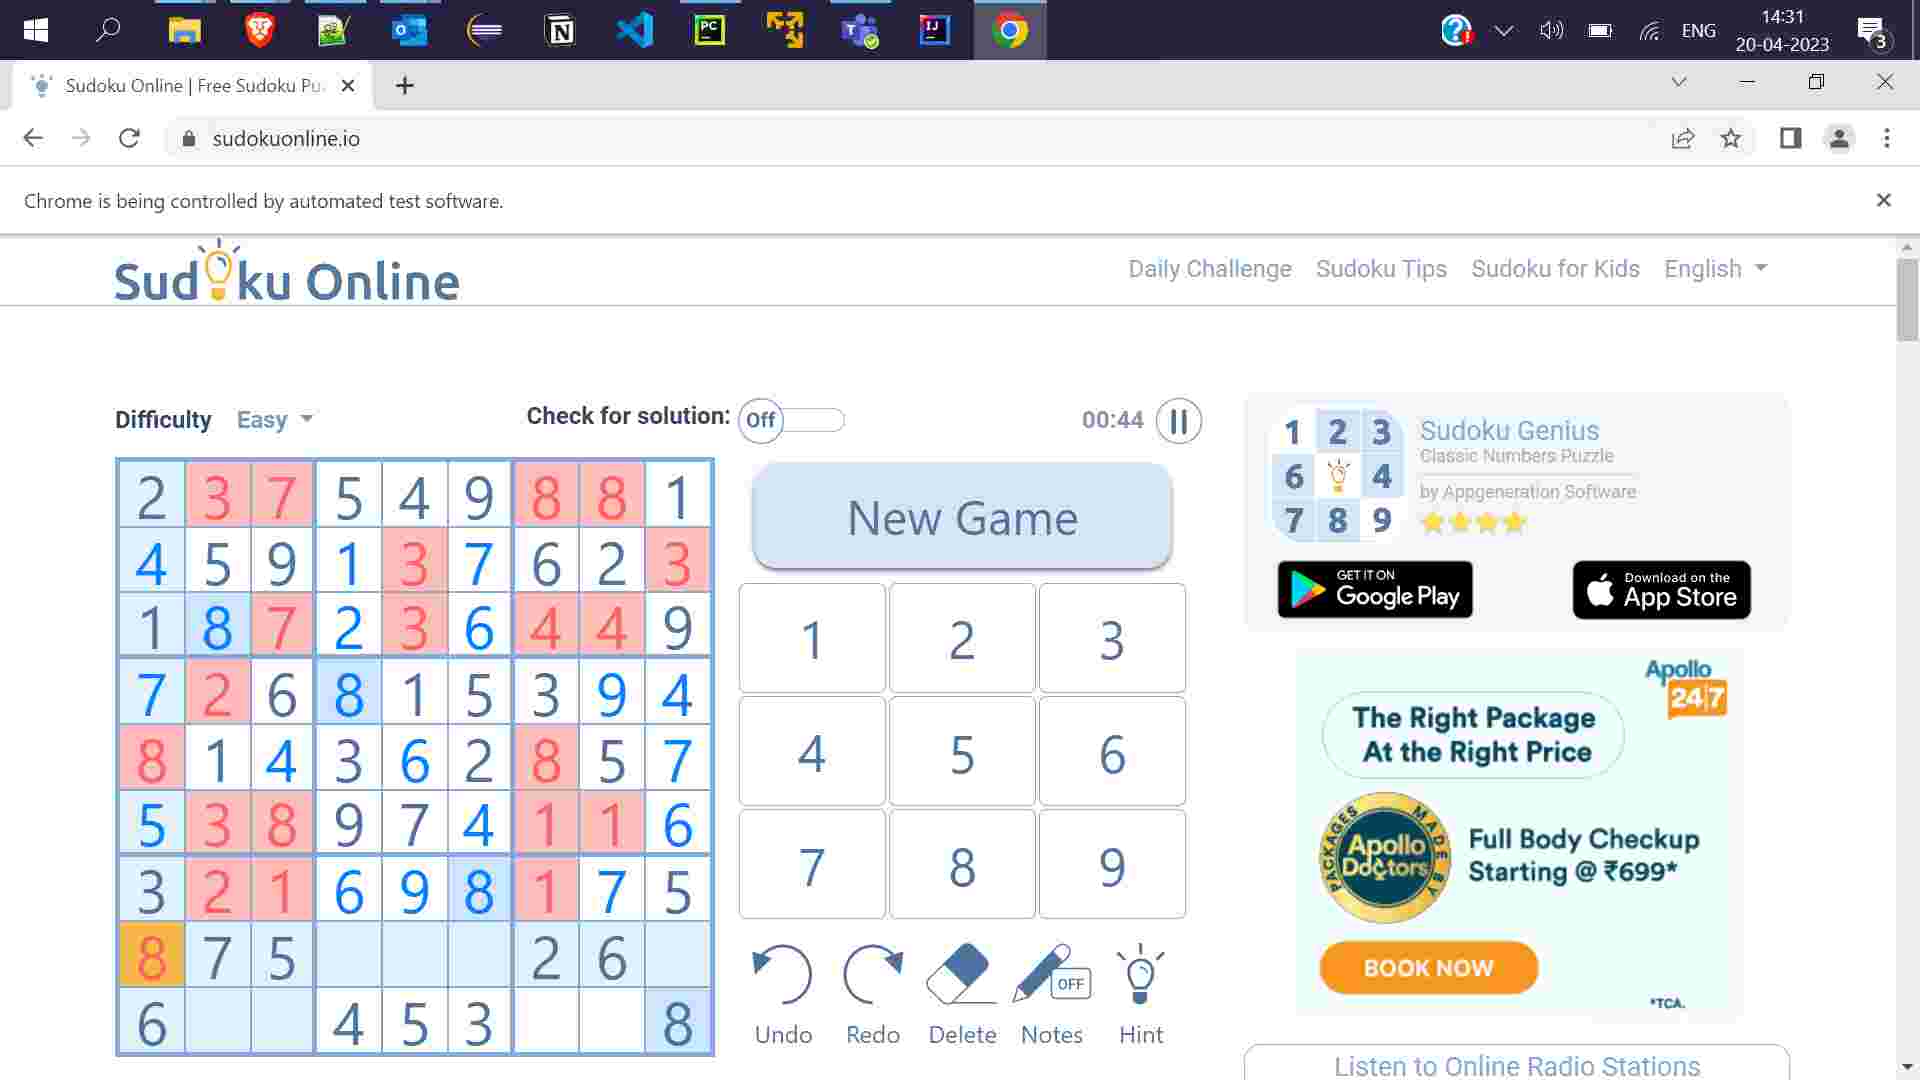 PC
IJ
ENG
14:31
20-04-2023
3
Sudoku Online | Free Sudoku Pu
sudokuonline.io
Chrome is being controlled by automated test software.
Sudoku Online
Daily Challenge
Sudoku Tips
Sudoku for Kids
English
Difficulty
Easy
Check for solution:
Off
00:44
2 3 7 5 4 9 8 8 1
4 5 9 1 3 7 6 2 3
1 8 7 2 3 6 4 4 9
7 2 6 8 1 5 3 9 4
8 1 4 3 6 2 8 5 7
5 3 8 9 7 4 1 1 6
3 2 1 6 9 8 1 7 5
8 7 5 2 6
6 4 5 3 8
New Game
1 2 3
4 5 6
7 8 9
OFF
Undo
Redo
Delete
Notes
Hint
1 2 3
6 4
7 8 9
Sudoku Genius
Classic Numbers Puzzle
by Appgeneration Software
GET IT ON
Google Play
Download on the
App Store
Apollo
24|7
The Right Package
At the Right Price
PACKAGES
MADE BY
Apollo
Doctors
Full Body Checkup
Starting @ ₹699*
BOOK NOW
*TCA.
Listen to Online Radio Stations